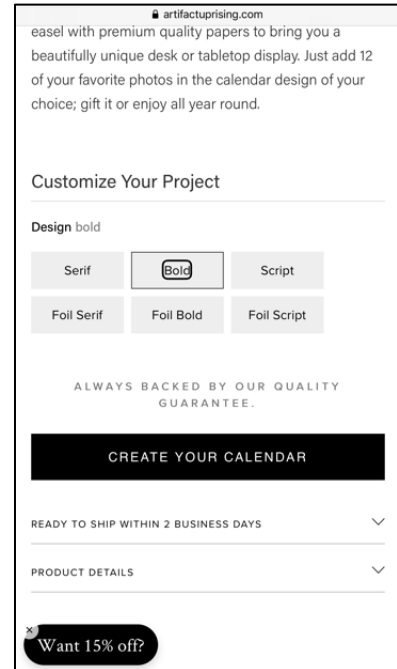 artifactuprising.com
easel with premium quality papers to bring you a
beautifully unique desk or tabletop display. Just add 12
of your favorite photos in the calendar design of your
choice; gift it or enjoy all year round.
Customize Your Project
Design bold
Serif Bold Script
Foil Serif Foil Bold Foil Script
ALWAYS BACKED BY OUR QUALITY
GUARANTEE.
CREATE YOUR CALENDAR
READY TO SHIP WITHIN 2 BUSINESS DAYS
PRODUCT DETAILS
Want 15% off?